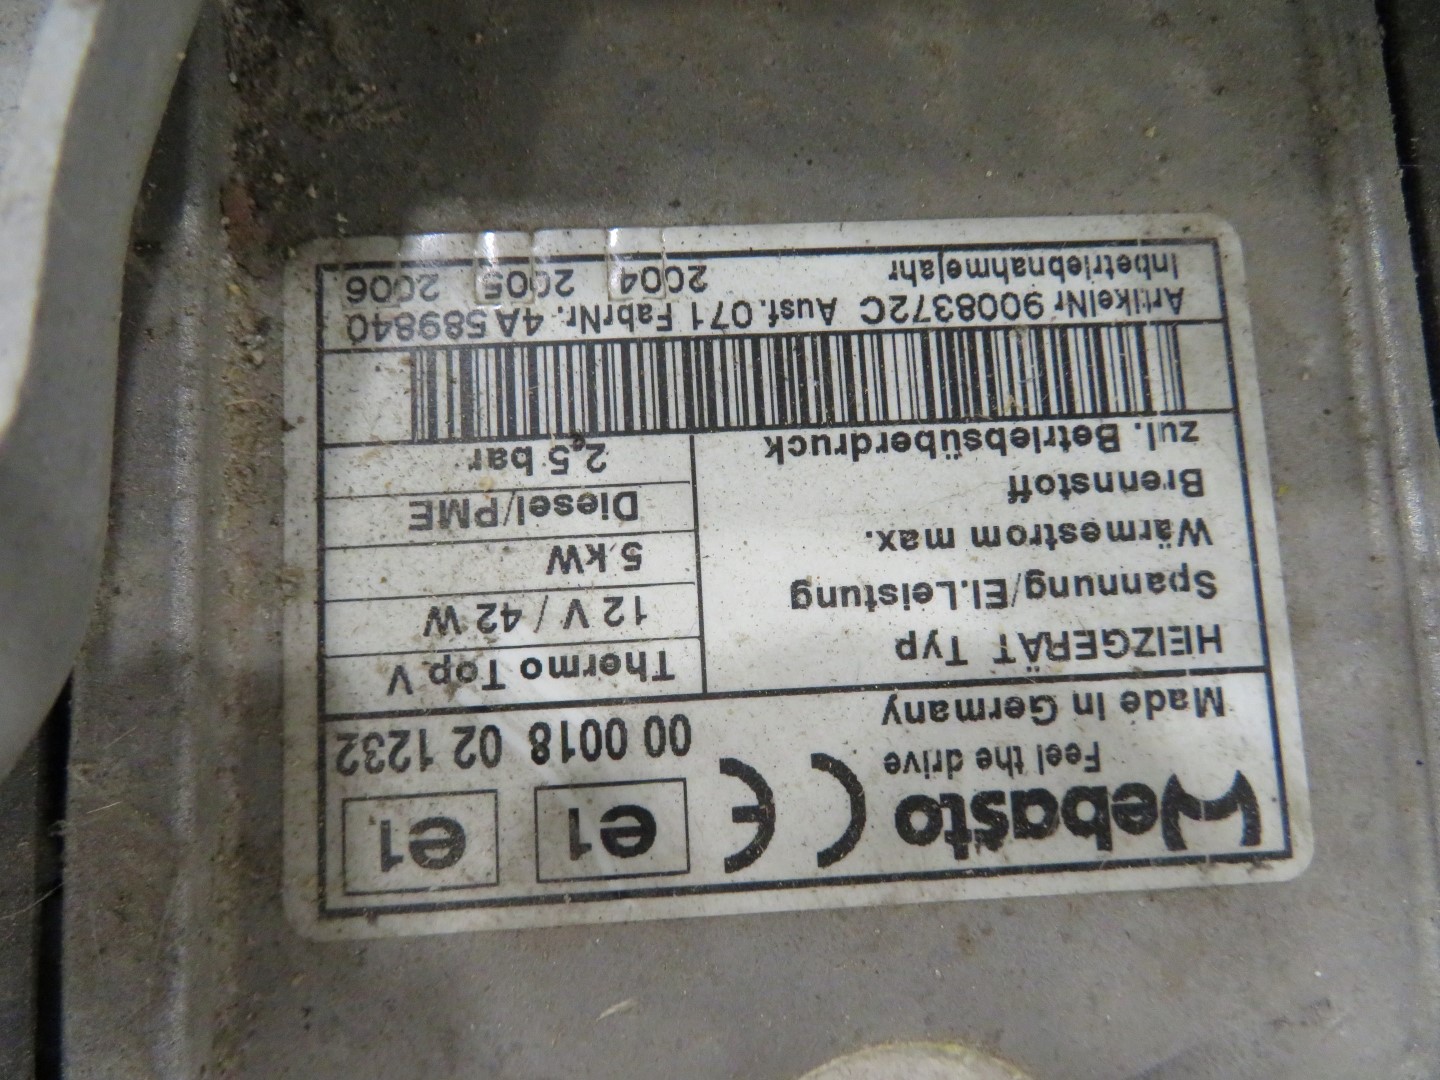 Webasto
Feel the drive
Made in Germany
CE
e1
e1
00 0018 02 1232
HEIZGERÄT Typ Thermo Top V
Spannung/El.Leistung 12 V / 42 W
Wärmestrom max. 5 kW
Brennstoff Diesel/PME
zul. Betriebsüberdruck 2,5 bar
ArtikelNr 9008372C Ausf.071 FabrNr. 4A589840
Inbetriebnahmejahr 2004 2005 2006